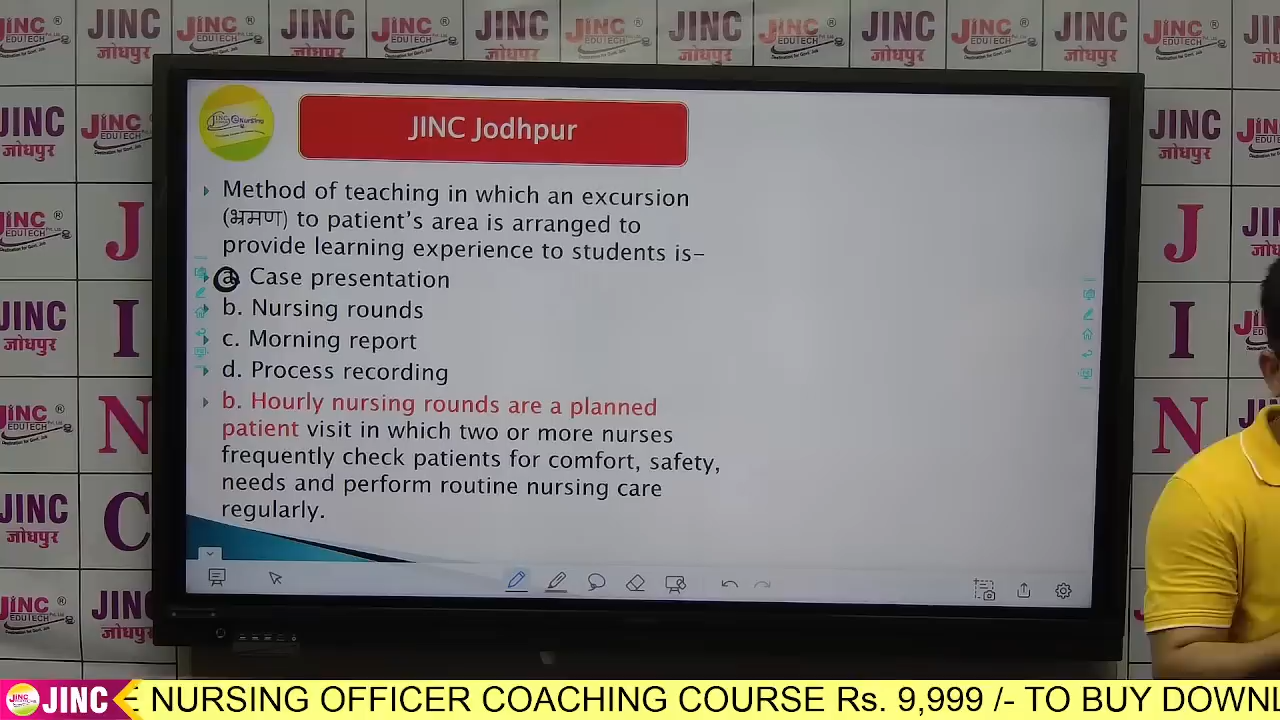 JINC Jodhpur
Method of teaching in which an excursion
(भ्रमण) to patient's area is arranged to
provide learning experience to students is-
a. Case presentation
b. Nursing rounds
c. Morning report
d. Process recording
b. Hourly nursing rounds are a planned
patient visit in which two or more nurses
frequently check patients for comfort, safety,
needs and perform routine nursing care
regularly.
JINC
EDUTECH
जोधपुर
J
I
N
C
J
I
N
JINC E NURSING OFFICER COACHING COURSE Rs. 9,999 /- TO BUY DOWNL